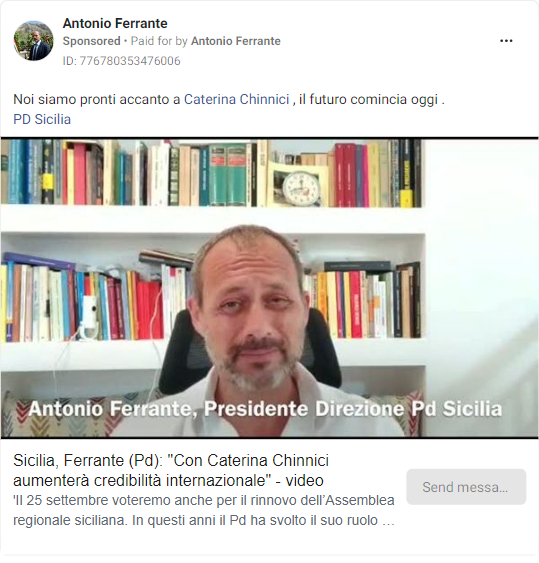 Antonio Ferrante
Sponsored • Paid for by Antonio Ferrante
ID: 776780353476006
Noi siamo pronti accanto a Caterina Chinnici , il futuro comincia oggi .
PD Sicilia
Antonio Ferrante, Presidente Direzione Pd Sicilia
Sicilia, Ferrante (Pd): "Con Caterina Chinnici
aumenterà credibilità internazionale" - video
'Il 25 settembre voteremo anche per il rinnovo dell’Assemblea
regionale siciliana. In questi anni il Pd ha svolto il suo ruolo ...
Send messa...